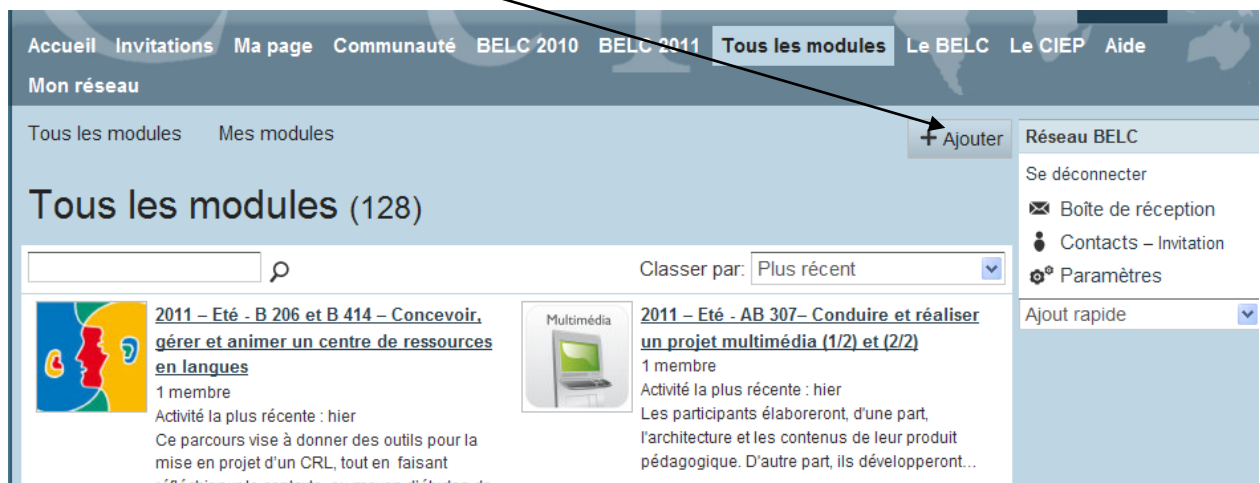 Accueil Invitations Ma page Communauté BELC 2010 BELC 2011 Tous les modules Le BELC Le CIEP Aide
Mon réseau
Tous les modules Mes modules
+ Ajouter
Tous les modules (128)
Classer par: Plus récent
2011 – Eté - B 206 et B 414 – Concevoir,
gérer et animer un centre de ressources
en langues
1 membre
Activité la plus récente : hier
Ce parcours vise à donner des outils pour la
mise en projet d'un CRL, tout en faisant
Multimédia
2011 – Eté - AB 307– Conduire et réaliser
un projet multimédia (1/2) et (2/2)
1 membre
Activité la plus récente : hier
Les participants élaboreront, d'une part,
l'architecture et les contenus de leur produit
pédagogique. D'autre part, ils développeront…
Réseau BELC
Se déconnecter
Boîte de réception
Contacts – Invitation
Paramètres
Ajout rapide